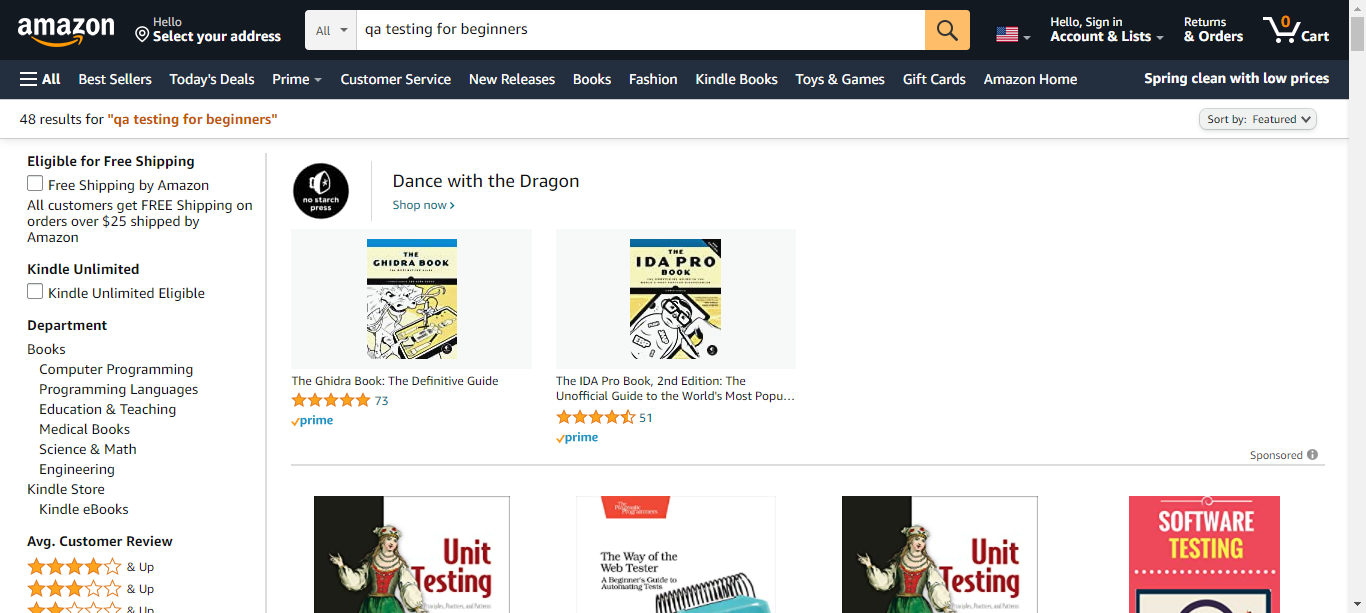 amazon
Hello
Select your address
All
qa testing for beginners
Hello, Sign in
Account & Lists
Returns
& Orders
0
Cart
All
Best Sellers
Today's Deals
Prime
Customer Service
New Releases
Books
Fashion
Kindle Books
Toys & Games
Gift Cards
Amazon Home
Spring clean with low prices
48 results for "qa testing for beginners"
Sort by: Featured
Eligible for Free Shipping
Free Shipping by Amazon
All customers get FREE Shipping on
orders over $25 shipped by
Amazon
Kindle Unlimited
Kindle Unlimited Eligible
Department
Books
Computer Programming
Programming Languages
Education & Teaching
Medical Books
Science & Math
Engineering
Kindle Store
Kindle eBooks
Avg. Customer Review
& Up
& Up
& Up
no starch
press
Dance with the Dragon
Shop now
THE
GHIDRA BOOK
The Ghidra Book: The Definitive Guide
73
prime
THE
IDA PRO
BOOK
The IDA Pro Book, 2nd Edition: The
Unofficial Guide to the World's Most Popu…
51
prime
Sponsored
Unit
Testing
Principles, Practices, and Patterns
The Pragmatic
Programmers
The Way of the
Web Tester
A Beginner's Guide to
Automating Tests
Unit
Testing
Principles, Practices, and Patterns
SOFTWARE
TESTING